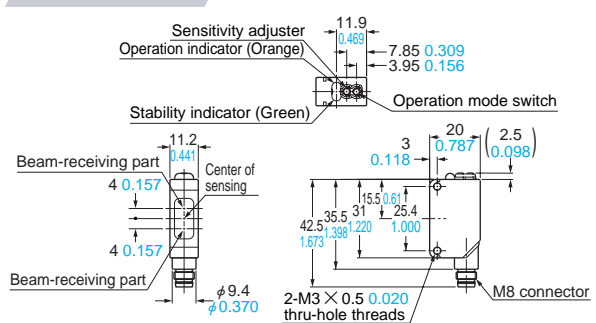 Sensitivity adjuster
Operation indicator (Orange)
11.9
0.469
7.85 0.309
3.95 0.156
Stability indicator (Green)
Operation mode switch
11.2
0.441
Beam-receiving part
Center of
sensing
4 0.157
4 0.157
Beam-receiving part
φ9.4
φ0.370
3
0.118
20
0.787
(2.5
0.098)
15.5 0.61
42.5
1.673
35.5
1.398
31
1.220
25.4
1.000
2-M3 × 0.5 0.020
thru-hole threads
M8 connector